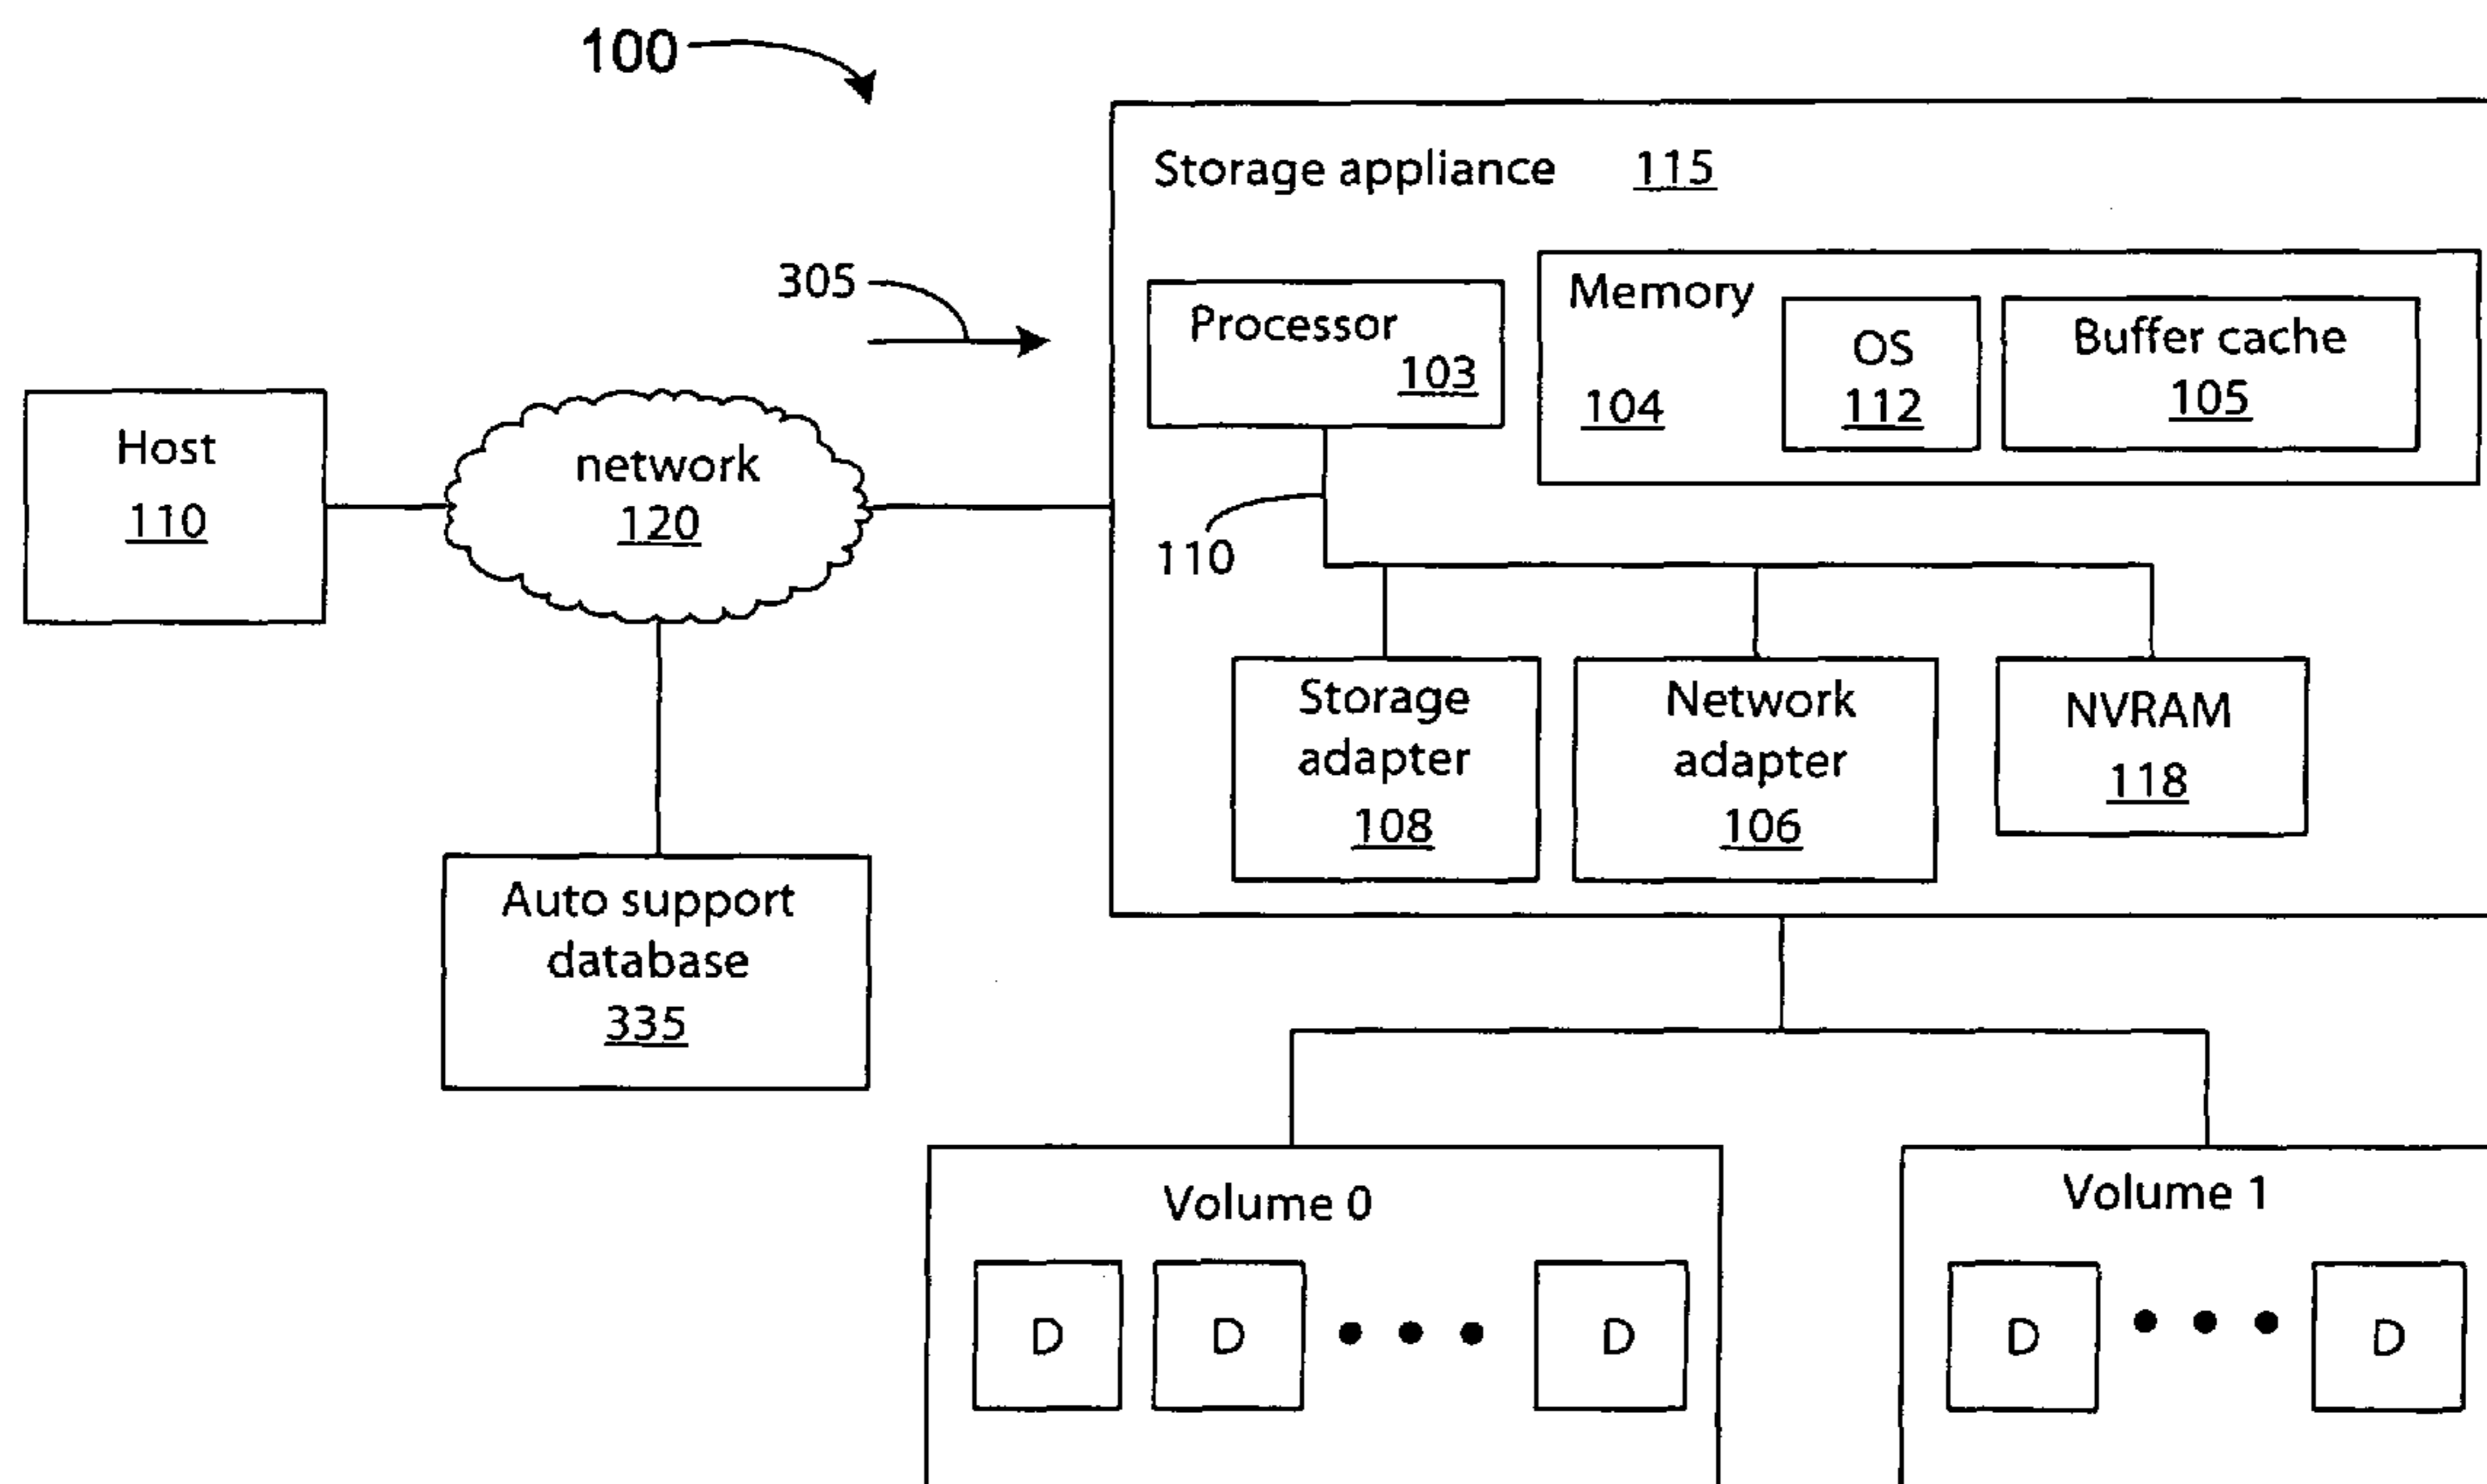 100
Storage appliance 115
305
Processor
103
Memory
104
OS
112
Buffer cache
105
Host
110
network
120
110
Storage
adapter
108
Network
adapter
106
NVRAM
118
Auto support
database
335
Volume 0
D D • • • D
Volume 1
D • • • D